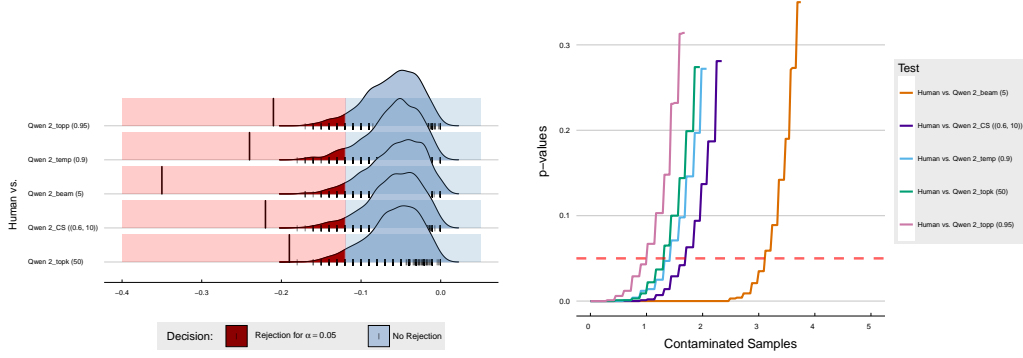 Human vs.
Qwen 2_topp (0.95)
Qwen 2_temp (0.9)
Qwen 2_beam (5)
Qwen 2_CS ((0.6, 10))
Qwen 2_topk (50)
−0.4
−0.3
−0.2
−0.1
0.0
Decision:
Rejection for α = 0.05
No Rejection
p−values
0.3
0.2
0.1
0.0
0
1
2
3
4
5
Contaminated Samples
Test
Human vs. Qwen 2_beam (5)
Human vs. Qwen 2_CS ((0.6, 10))
Human vs. Qwen 2_temp (0.9)
Human vs. Qwen 2_topk (50)
Human vs. Qwen 2_topp (0.95)